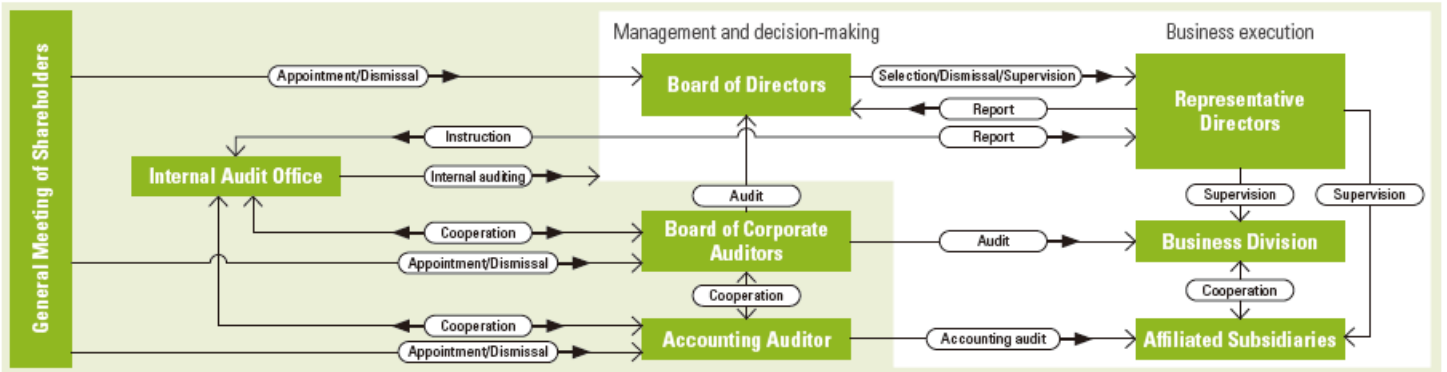 General Meeting of Shareholders
Management and decision-making
Business execution
Appointment/Dismissal
Board of Directors
Selection/Dismissal/Supervision
Representative
Directors
Report
Instruction
Report
Internal Audit Office
Internal auditing
Audit
Supervision
Supervision
Cooperation
Board of Corporate
Auditors
Audit
Business Division
Appointment/Dismissal
Cooperation
Cooperation
Cooperation
Accounting Auditor
Accounting audit
Affiliated Subsidiaries
Appointment/Dismissal